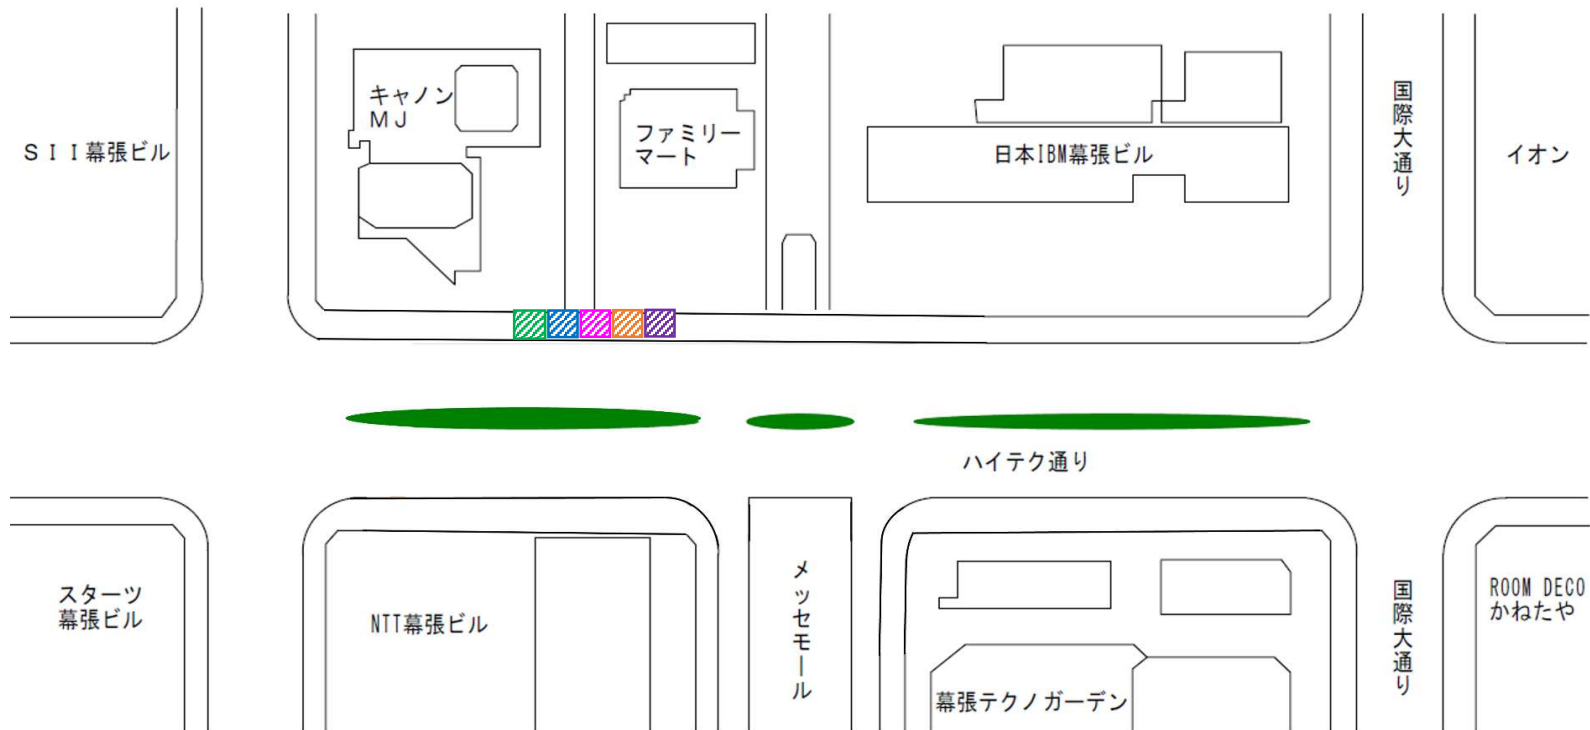 キャノン
ＭＪ
ファミリー
マート
ＳＩＩ幕張ビル
日本IBM幕張ビル
国際大通り
イオン
ハイテク通り
スターツ
幕張ビル
NTT幕張ビル
メッセモール
幕張テクノガーデン
国際大通り
ROOM DECO
かねたや